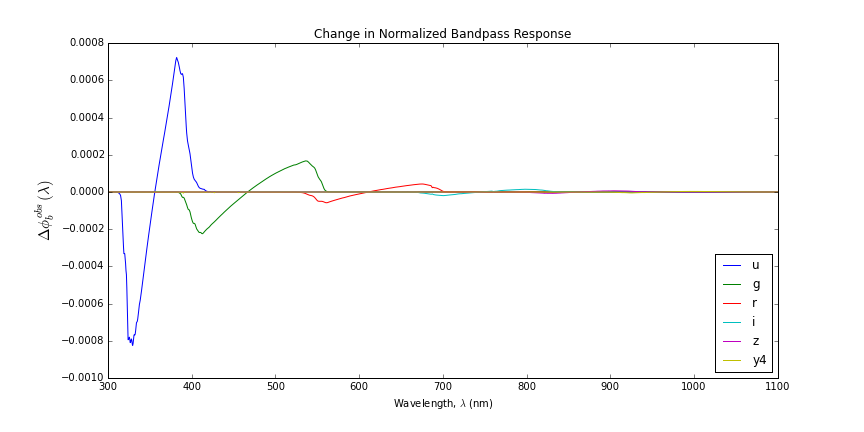 Change in Normalized Bandpass Response
0.0008
0.0006
0.0004
0.0002
0.0000
−0.0002
−0.0004
−0.0006
−0.0008
−0.0010
Δϕ_b^obs(λ)
300 400 500 600 700 800 900 1000 1100
Wavelength, λ (nm)
u
g
r
i
z
y4